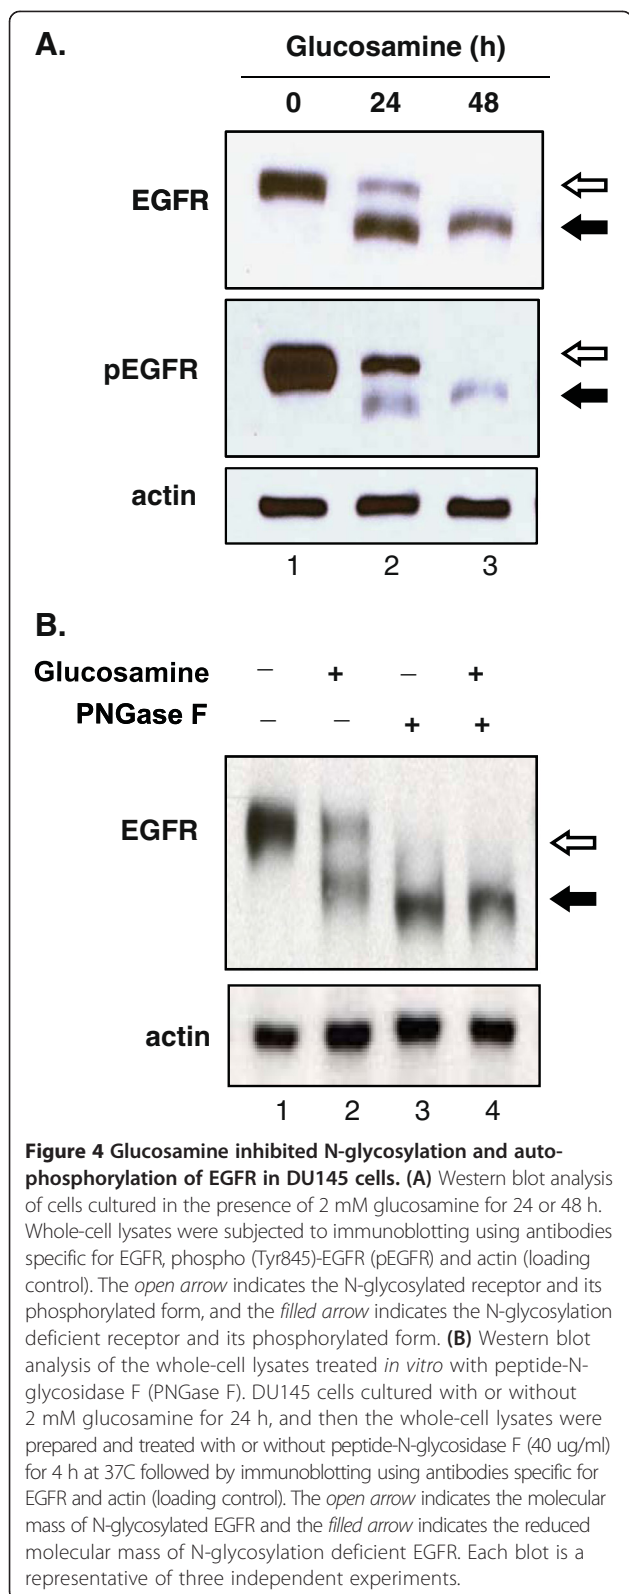 A.
Glucosamine (h)
0 24 48
EGFR
pEGFR
actin
1 2 3
B.
Glucosamine – + – +
PNGase F – – + +
EGFR
actin
1 2 3 4
Figure 4 Glucosamine inhibited N-glycosylation and auto-
phosphorylation of EGFR in DU145 cells. (A) Western blot analysis
of cells cultured in the presence of 2 mM glucosamine for 24 or 48 h.
Whole-cell lysates were subjected to immunoblotting using antibodies
specific for EGFR, phospho (Tyr845)-EGFR (pEGFR) and actin (loading
control). The open arrow indicates the N-glycosylated receptor and its
phosphorylated form, and the filled arrow indicates the N-glycosylation
deficient receptor and its phosphorylated form. (B) Western blot
analysis of the whole-cell lysates treated in vitro with peptide-N-
glycosidase F (PNGase F). DU145 cells cultured with or without
2 mM glucosamine for 24 h, and then the whole-cell lysates were
prepared and treated with or without peptide-N-glycosidase F (40 ug/ml)
for 4 h at 37C followed by immunoblotting using antibodies specific for
EGFR and actin (loading control). The open arrow indicates the molecular
mass of N-glycosylated EGFR and the filled arrow indicates the reduced
molecular mass of N-glycosylation deficient EGFR. Each blot is a
representative of three independent experiments.